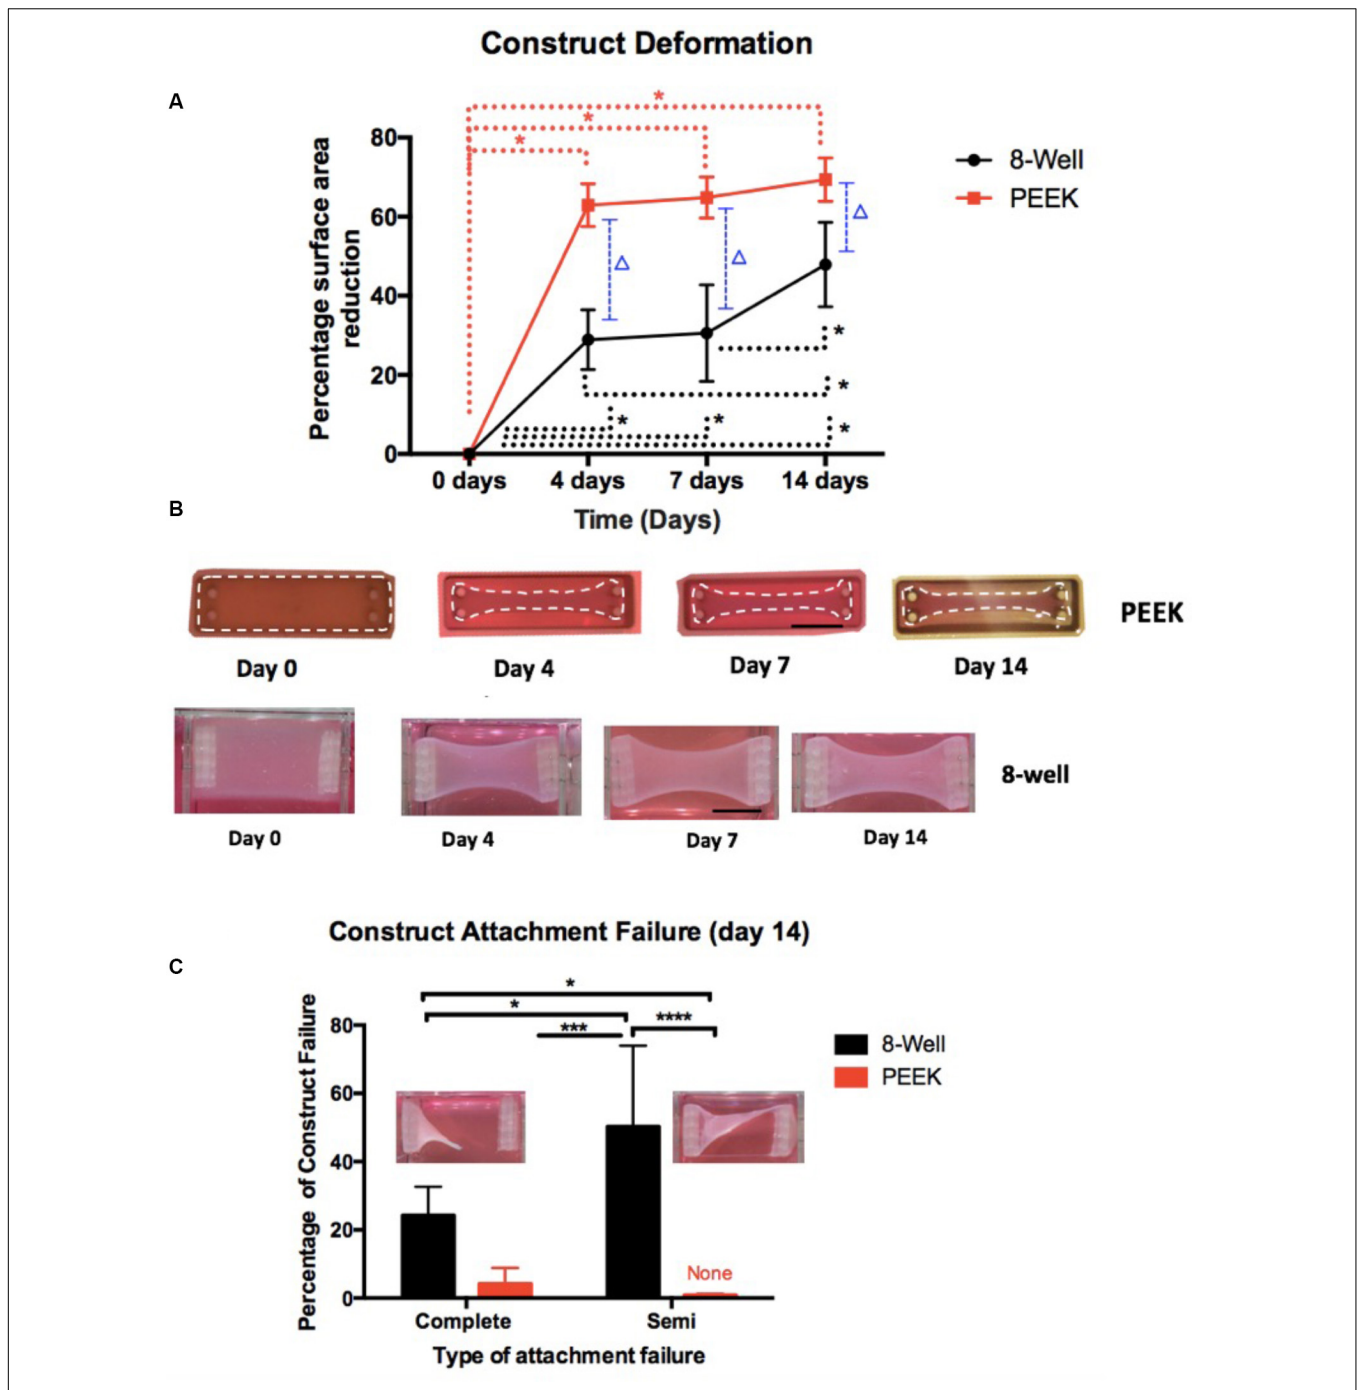 Construct Deformation
A
*
*
*
80
60
40
20
0
Percentage surface area
reduction
8-Well
PEEK
Δ
Δ
Δ
*
*
*
*
*
0 days
4 days
7 days
14 days
Time (Days)
B
PEEK
Day 0
Day 4
Day 7
Day 14
8-well
Day 0
Day 4
Day 7
Day 14
Construct Attachment Failure (day 14)
C
*
*
***
****
80
60
40
20
0
Percentage of Construct Failure
8-Well
PEEK
None
Complete
Semi
Type of attachment failure